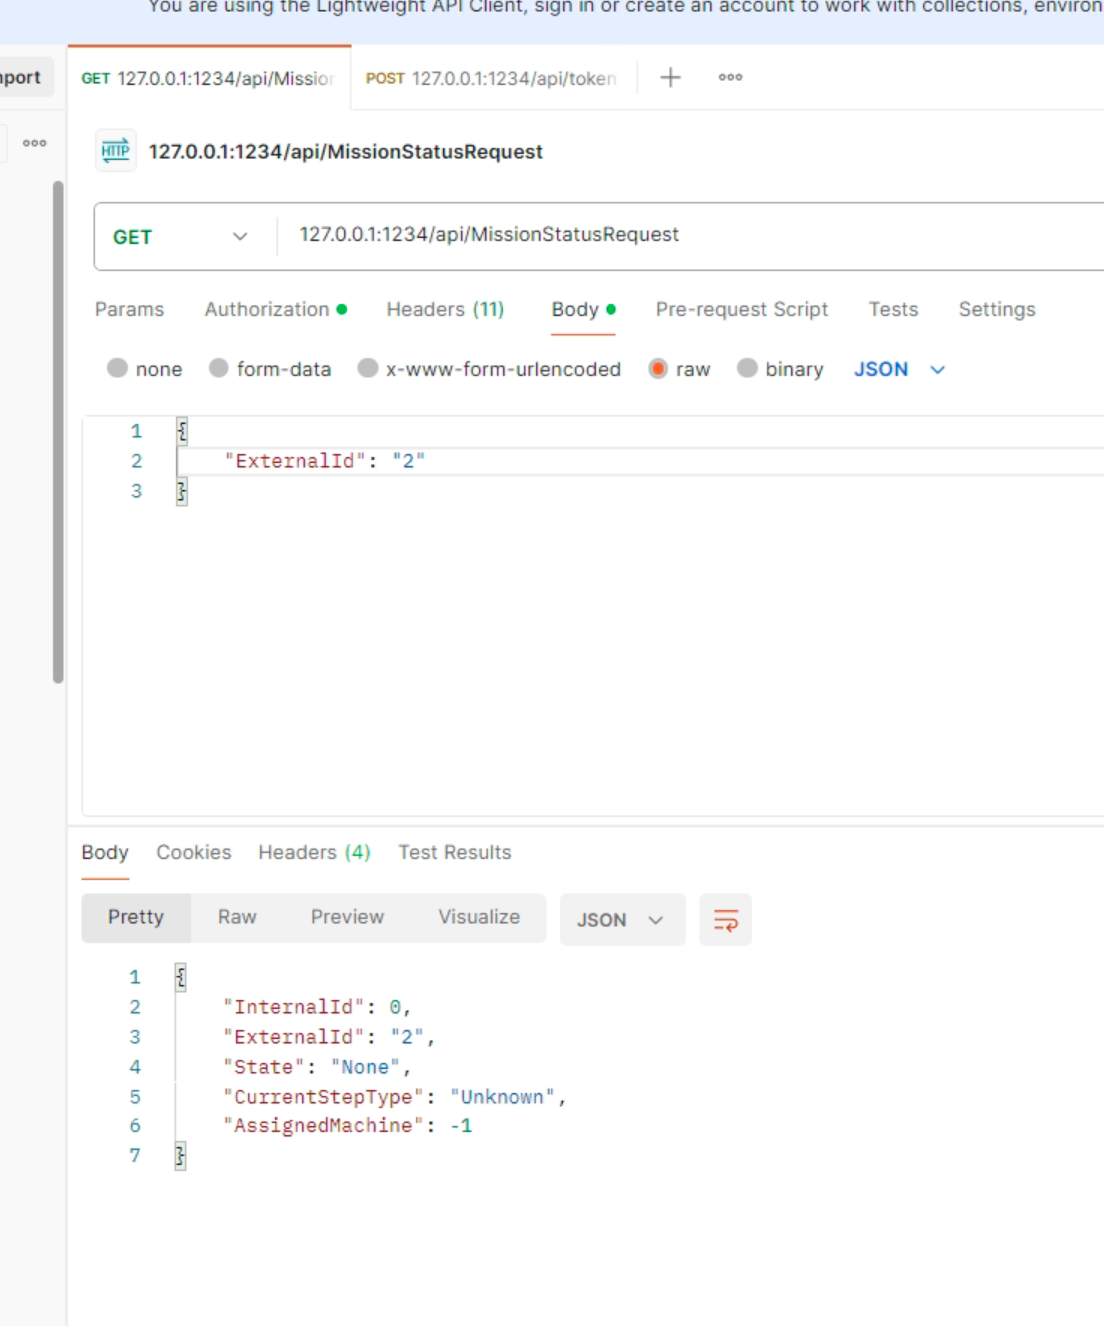 You are using the Lightweight API Client, sign in or create an account to work with collections,
GET 127.0.0.1:1234/api/Mission POST 127.0.0.1:1234/api/token + ooo
ooo
HTTP 127.0.0.1:1234/api/MissionStatusRequest
GET 127.0.0.1:1234/api/MissionStatusRequest
Params Authorization Headers (11) Body Pre-request Script Tests Settings
none form-data x-www-form-urlencoded raw binary JSON
1 {
2 "ExternalId": "2"
3 }
Body Cookies Headers (4) Test Results
Pretty Raw Preview Visualize JSON
1 {
2 "InternalId": 0,
3 "ExternalId": "2",
4 "State": "None",
5 "CurrentStepType": "Unknown",
6 "AssignedMachine": -1
7 }